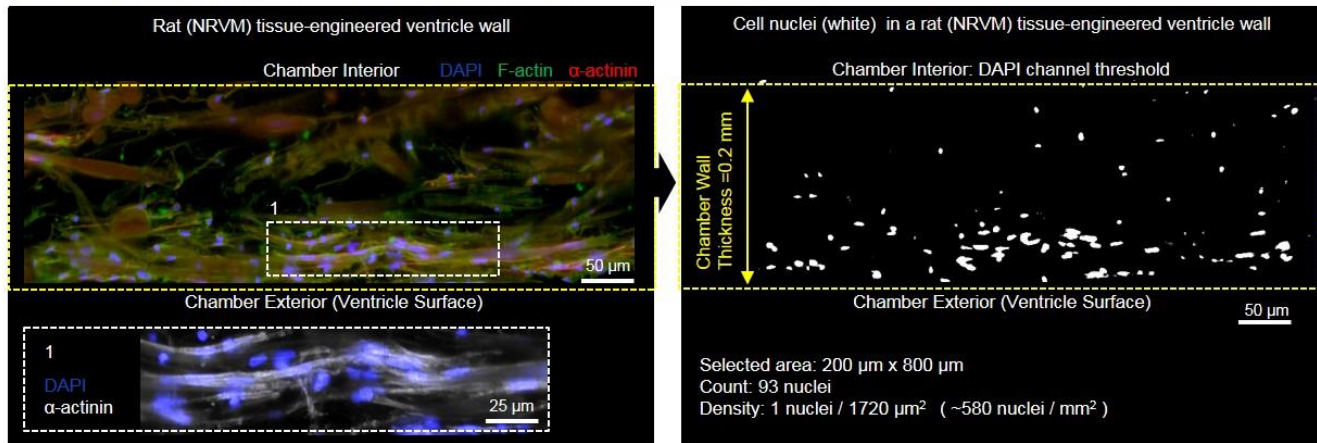 Rat (NRVM) tissue-engineered ventricle wall
Chamber Interior DAPI F-actin α-actinin
1
50 µm
Chamber Exterior (Ventricle Surface)
1
DAPI
α-actinin
25 µm
Cell nuclei (white) in a rat (NRVM) tissue-engineered ventricle wall
Chamber Interior: DAPI channel threshold
Chamber Wall
Thickness =0.2 mm
Chamber Exterior (Ventricle Surface)
50 µm
Selected area: 200 µm x 800 µm
Count: 93 nuclei
Density: 1 nuclei / 1720 µm² ( ~580 nuclei / mm² )